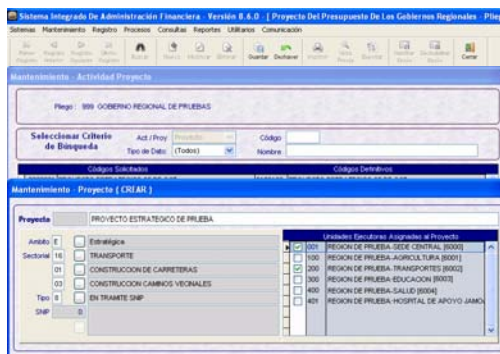 Sistema Integrado De Administración Financiera - Versión 8.6.0 - [ Proyecto Del Presupuesto De Los Gobiernos Regionales - Plie
Sistemas Mantenimiento Registro Procesos Consultas Reportes Utilitarios Comunicación
Buscar Guardar Deshacer Cerrar
Mantenimiento - Actividad Proyecto
Pliego : 999 GOBIERNO REGIONAL DE PRUEBAS
Seleccionar Criterio de Búsqueda
Act / Proy Proyecto Código
Tipo de Dato (Todos) Nombre
Códigos Solicitados Códigos Definitivos
Mantenimiento - Proyecto ( CREAR )
Proyecto PROYECTO ESTRATEGICO DE PRUEBA
Unidades Ejecutoras Asignadas al Proyecto
Ambito E ... Estratégica
Sectorial 16 ... TRANSPORTE
01 ... CONSTRUCCION DE CARRETERAS
03 ... CONSTRUCCION CAMINOS VECINALES
Tipo 8 ... EN TRAMITE SNIP
SNIP 0
001 REGION DE PRUEBA-SEDE CENTRAL [6000]
100 REGION DE PRUEBA-AGRICULTURA [6001]
200 REGION DE PRUEBA-TRANSPORTES [6002]
300 REGION DE PRUEBA-EDUCACION [6003]
400 REGION DE PRUEBA-SALUD [6004]
401 REGION DE PRUEBA-HOSPITAL DE APOYO JAMO